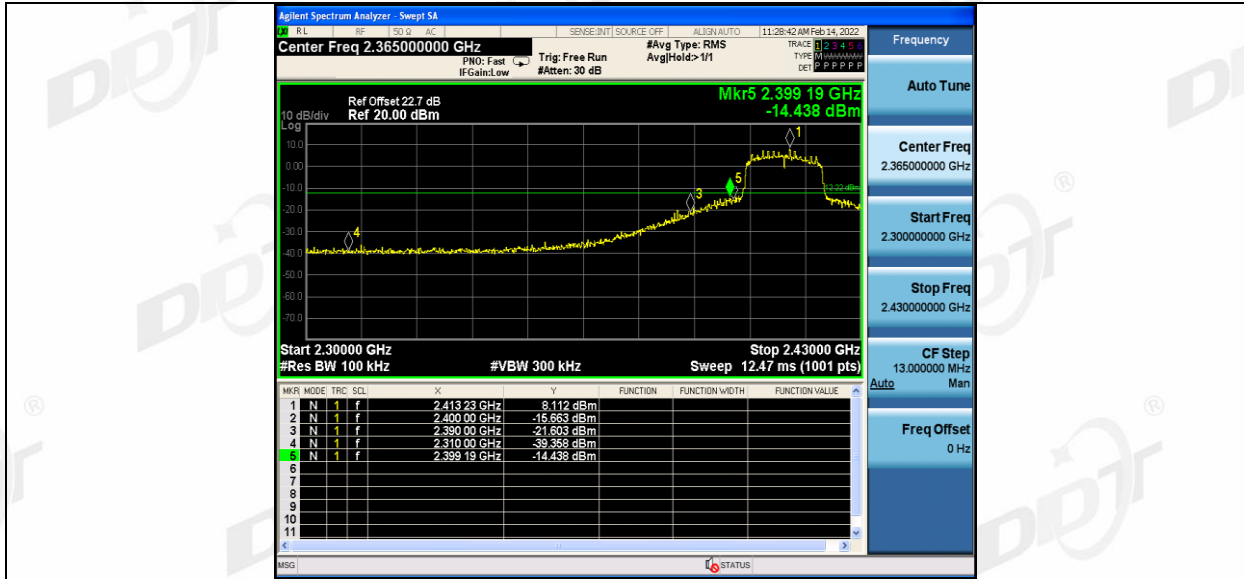 Agilent Spectrum Analyzer - Swept SA
RL RF 50 Ω AC SENSE:INT SOURCE OFF ALIGN AUTO 11:28:42 AM Feb 14, 2022
Center Freq 2.365000000 GHz
PNO: Fast
IFGain:Low
Trig: Free Run
#Atten: 30 dB
#Avg Type: RMS
Avg|Hold:>1/1
TRACE 1 2 3 4 5 6
TYPE M WWWWW
DET P P P P P P
Mkr5 2.399 19 GHz
-14.438 dBm
Ref Offset 22.7 dB
10 dB/div Ref 20.00 dBm
Log
10.0
0.00
-10.0
-20.0
-30.0
-40.0
-50.0
-60.0
-70.0
1
5
3
4
-12.22 dBm
Start 2.30000 GHz Stop 2.43000 GHz
#Res BW 100 kHz #VBW 300 kHz Sweep 12.47 ms (1001 pts)
MKR MODE TRC SCL X Y FUNCTION FUNCTION WIDTH FUNCTION VALUE
1 N 1 f 2.413 23 GHz 8.112 dBm
2 N 1 f 2.400 00 GHz -15.663 dBm
3 N 1 f 2.390 00 GHz -21.603 dBm
4 N 1 f 2.310 00 GHz -39.358 dBm
5 N 1 f 2.399 19 GHz -14.438 dBm
6
7
8
9
10
11
MSG STATUS
Frequency
Auto Tune
Center Freq
2.365000000 GHz
Start Freq
2.300000000 GHz
Stop Freq
2.430000000 GHz
CF Step
13.000000 MHz
Auto Man
Freq Offset
0 Hz